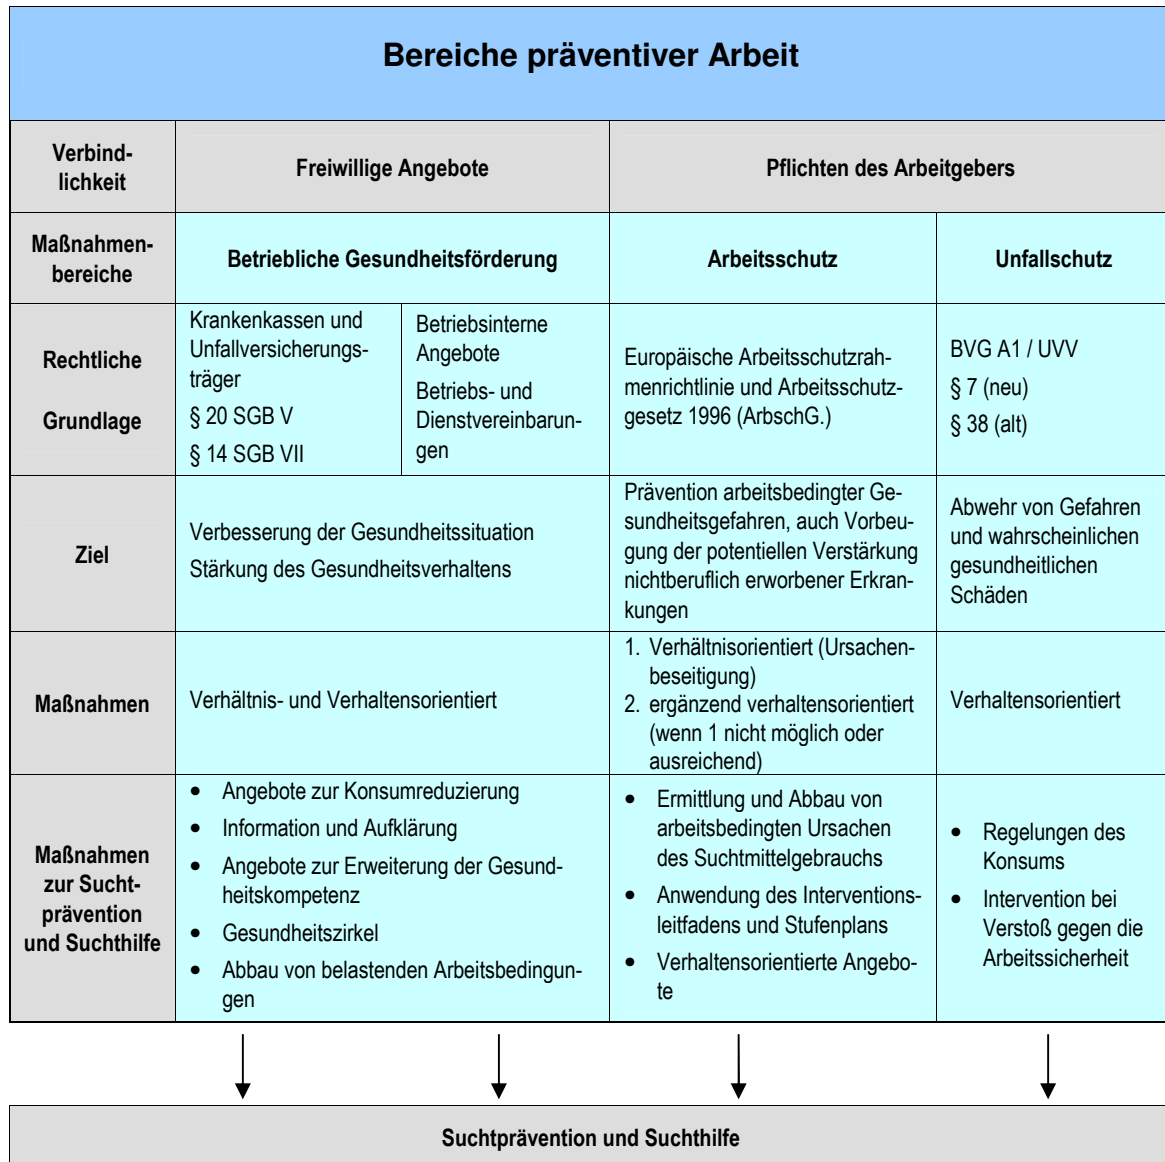 Bereiche präventiver Arbeit
Verbind-
lichkeit
Freiwillige Angebote
Pflichten des Arbeitgebers
Maßnahmen-
bereiche
Betriebliche Gesundheitsförderung
Arbeitsschutz
Unfallschutz
Rechtliche
Grundlage
Krankenkassen und
Unfallversicherungs-
träger
§ 20 SGB V
§ 14 SGB VII
Betriebsinterne
Angebote
Betriebs- und
Dienstvereinbarun-
gen
Europäische Arbeitsschutzrah-
menrichtlinie und Arbeitsschutz-
gesetz 1996 (ArbschG.)
BVG A1 / UVV
§ 7 (neu)
§ 38 (alt)
Ziel
Verbesserung der Gesundheitssituation
Stärkung des Gesundheitsverhaltens
Prävention arbeitsbedingter Ge-
sundheitsgefahren, auch Vorbeu-
gung der potentiellen Verstärkung
nichtberuflich erworbener Erkran-
kungen
Abwehr von Gefahren
und wahrscheinlichen
gesundheitlichen
Schäden
Maßnahmen
Verhältnis- und Verhaltensorientiert
1. Verhältnisorientiert (Ursachen-
beseitigung)
2. ergänzend verhaltensorientiert
(wenn 1 nicht möglich oder
ausreichend)
Verhaltensorientiert
Maßnahmen
zur Sucht-
prävention
und Suchthilfe
• Angebote zur Konsumreduzierung
• Information und Aufklärung
• Angebote zur Erweiterung der Gesund-
heitskompetenz
• Gesundheitszirkel
• Abbau von belastenden Arbeitsbedingun-
gen
• Ermittlung und Abbau von
arbeitsbedingten Ursachen
des Suchtmittelgebrauchs
• Anwendung des Interventions-
leitfadens und Stufenplans
• Verhaltensorientierte Angebo-
te
• Regelungen des
Konsums
• Intervention bei
Verstoß gegen die
Arbeitssicherheit
Suchtprävention und Suchthilfe